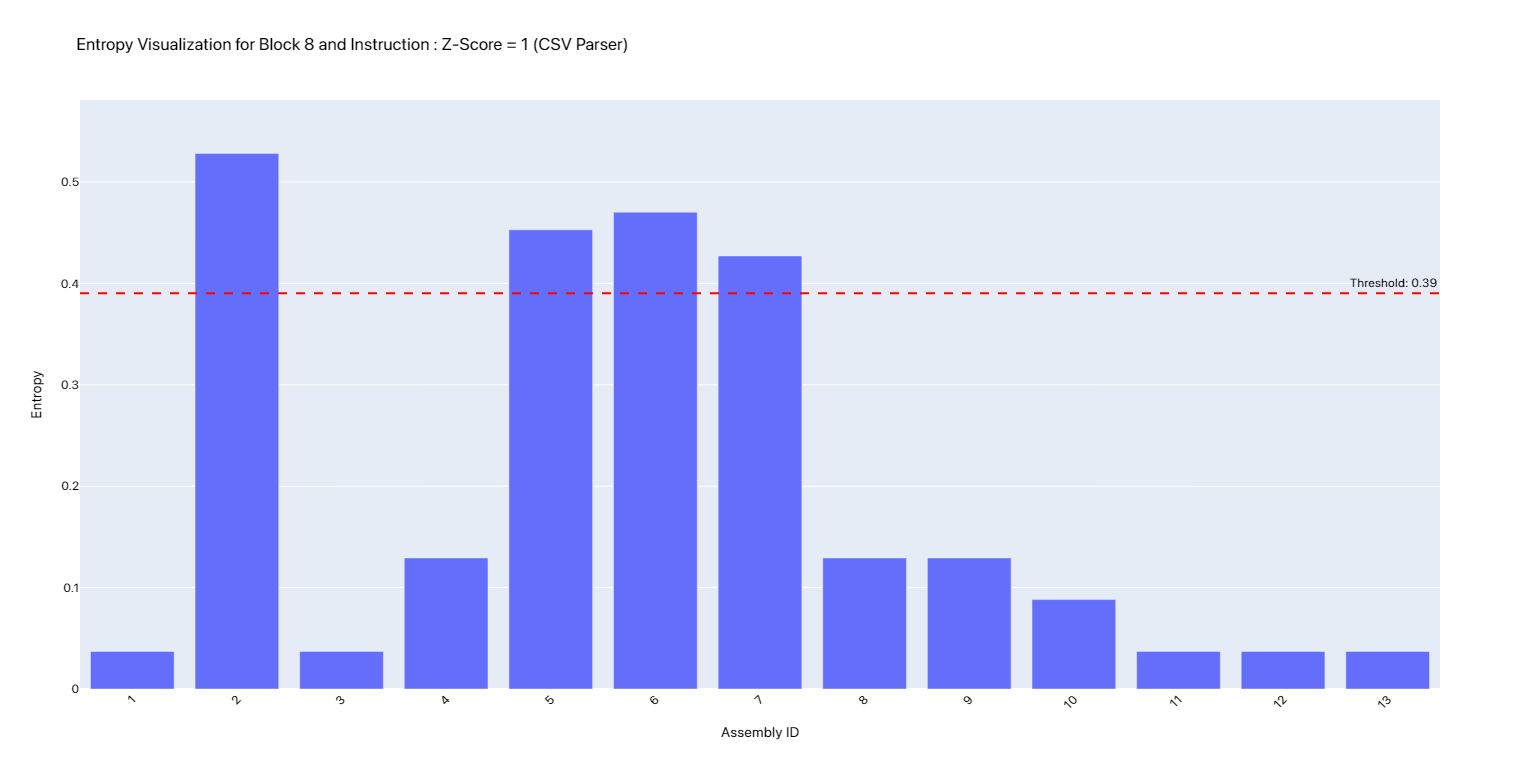 Entropy Visualization for Block 8 and Instruction : Z-Score = 1 (CSV Parser)
0.5
0.4
Threshold: 0.39
0.3
Entropy
0.2
0.1
0
1 2 3 4 5 6 7 8 9 10 11 12 13
Assembly ID